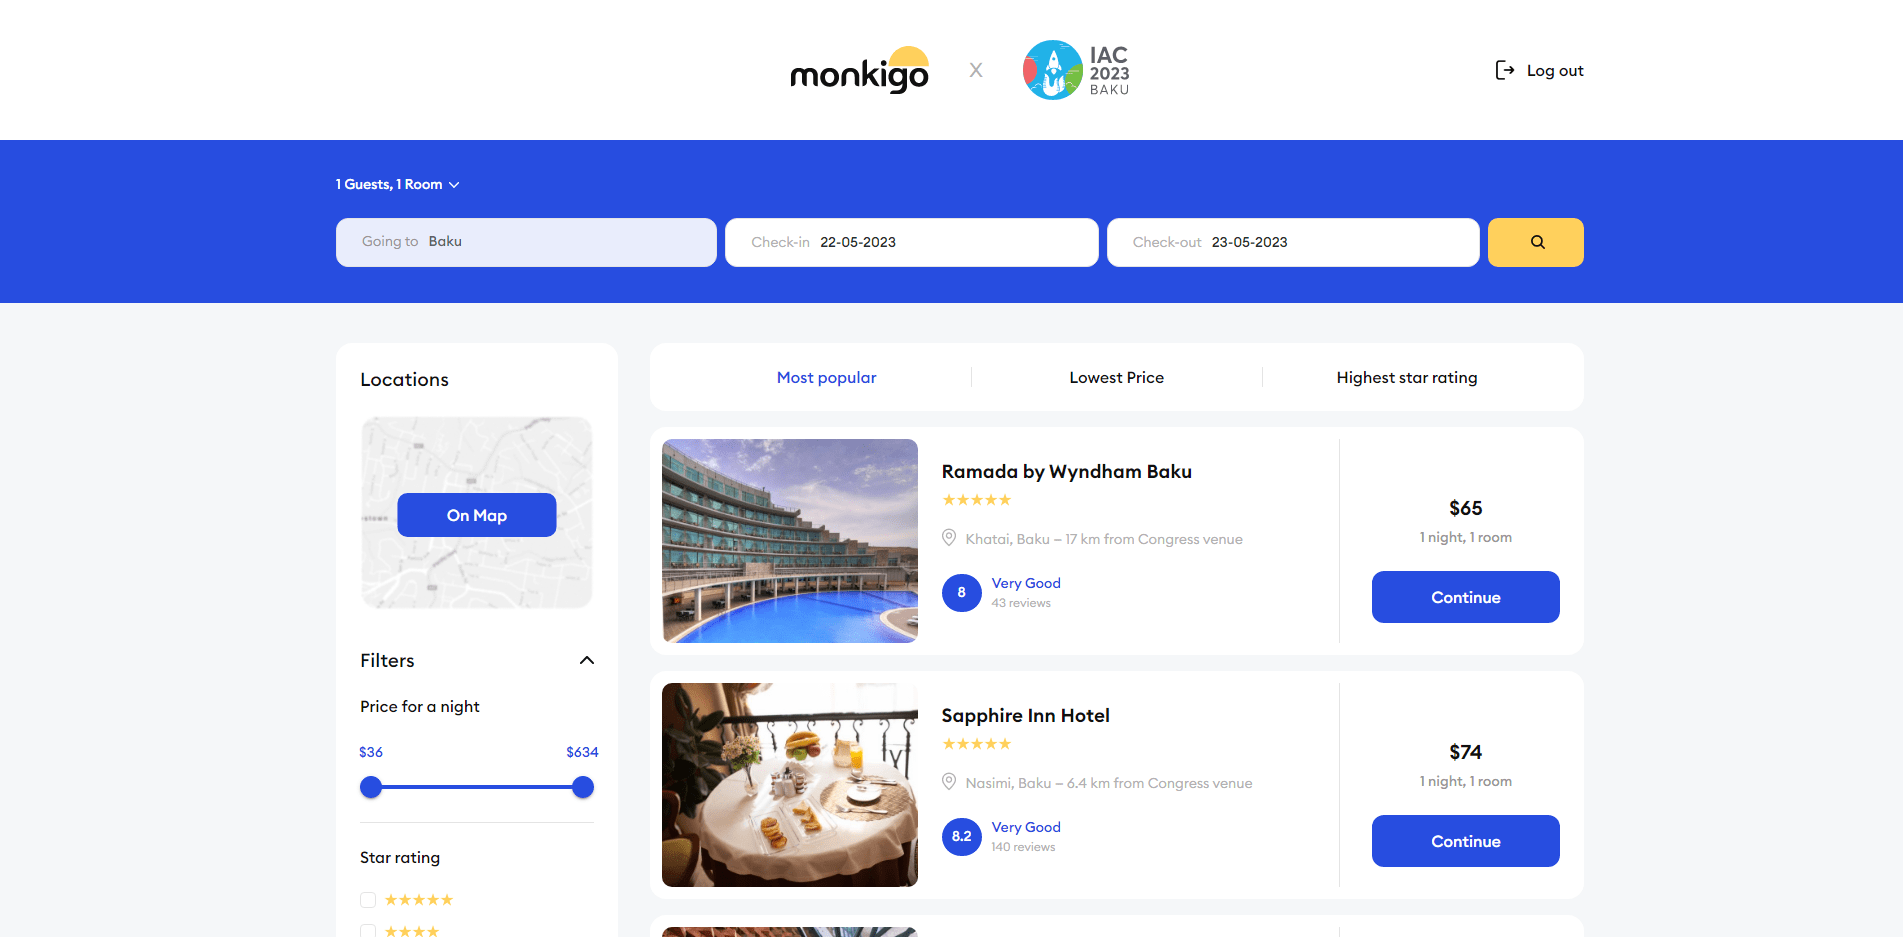 monkigo X IAC 2023 BAKU
Log out
1 Guests, 1 Room
Going to Baku
Check-in 22-05-2023
Check-out 23-05-2023
Locations
On Map
Filters
Price for a night
$36 $634
Star rating
Most popular
Lowest Price
Highest star rating
Ramada by Wyndham Baku
Khatai, Baku – 17 km from Congress venue
8
Very Good
43 reviews
$65
1 night, 1 room
Continue
Sapphire Inn Hotel
Nasimi, Baku – 6.4 km from Congress venue
8.2
Very Good
140 reviews
$74
1 night, 1 room
Continue